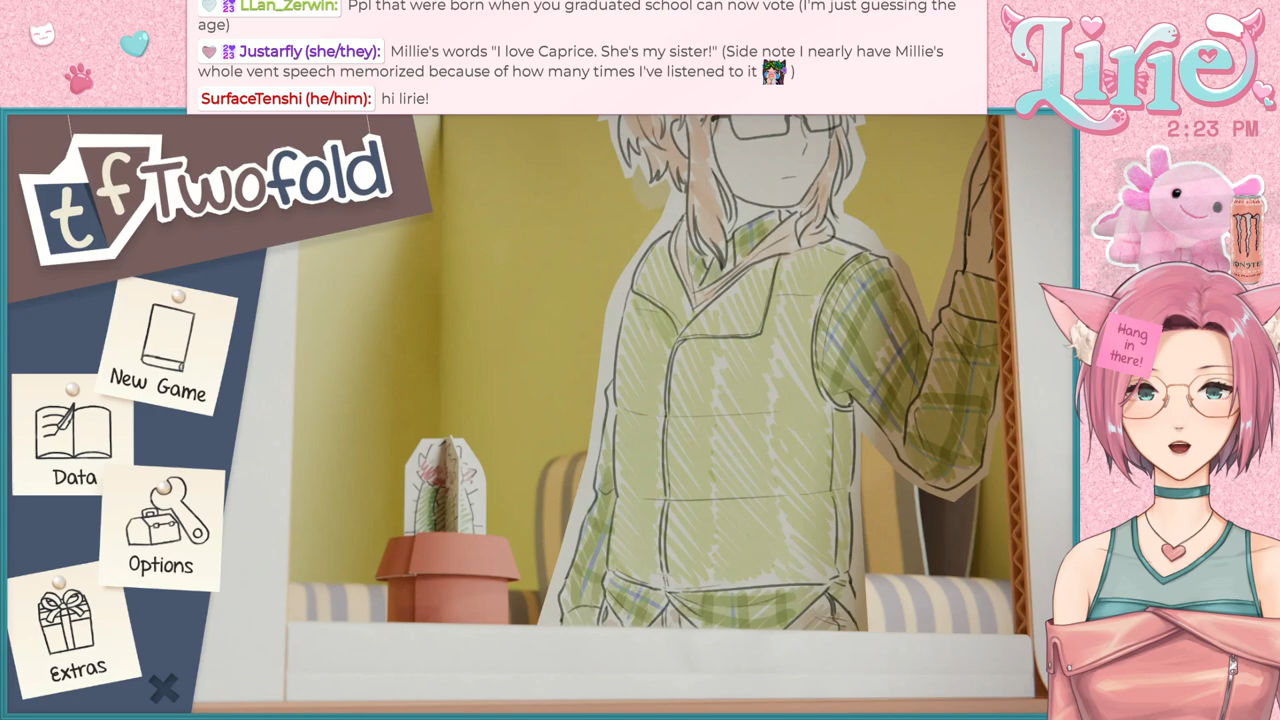 LLan_Zerwin: Ppl that were born when you graduated school can now vote (I'm just guessing the
age)
23 Justarfly (she/they): Millie's words "I love Caprice. She's my sister!" (Side note I nearly have Millie's
whole vent speech memorized because of how many times I've listened to it )
SurfaceTenshi (he/him): hi lirie!
Lirie
2:23 PM
tf Twofold
New Game
Data
Options
Extras
Hang
in
there!
MONSTER